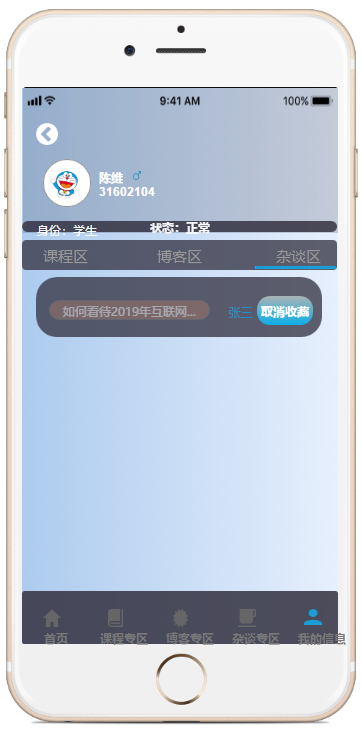 9:41 AM
100%
陈维 ♂
31602104
身份：学生
状态：正常
课程区
博客区
杂谈区
如何看待2019年互联网...
张三
取消收藏
首页
课程专区
博客专区
杂谈专区
我的信息